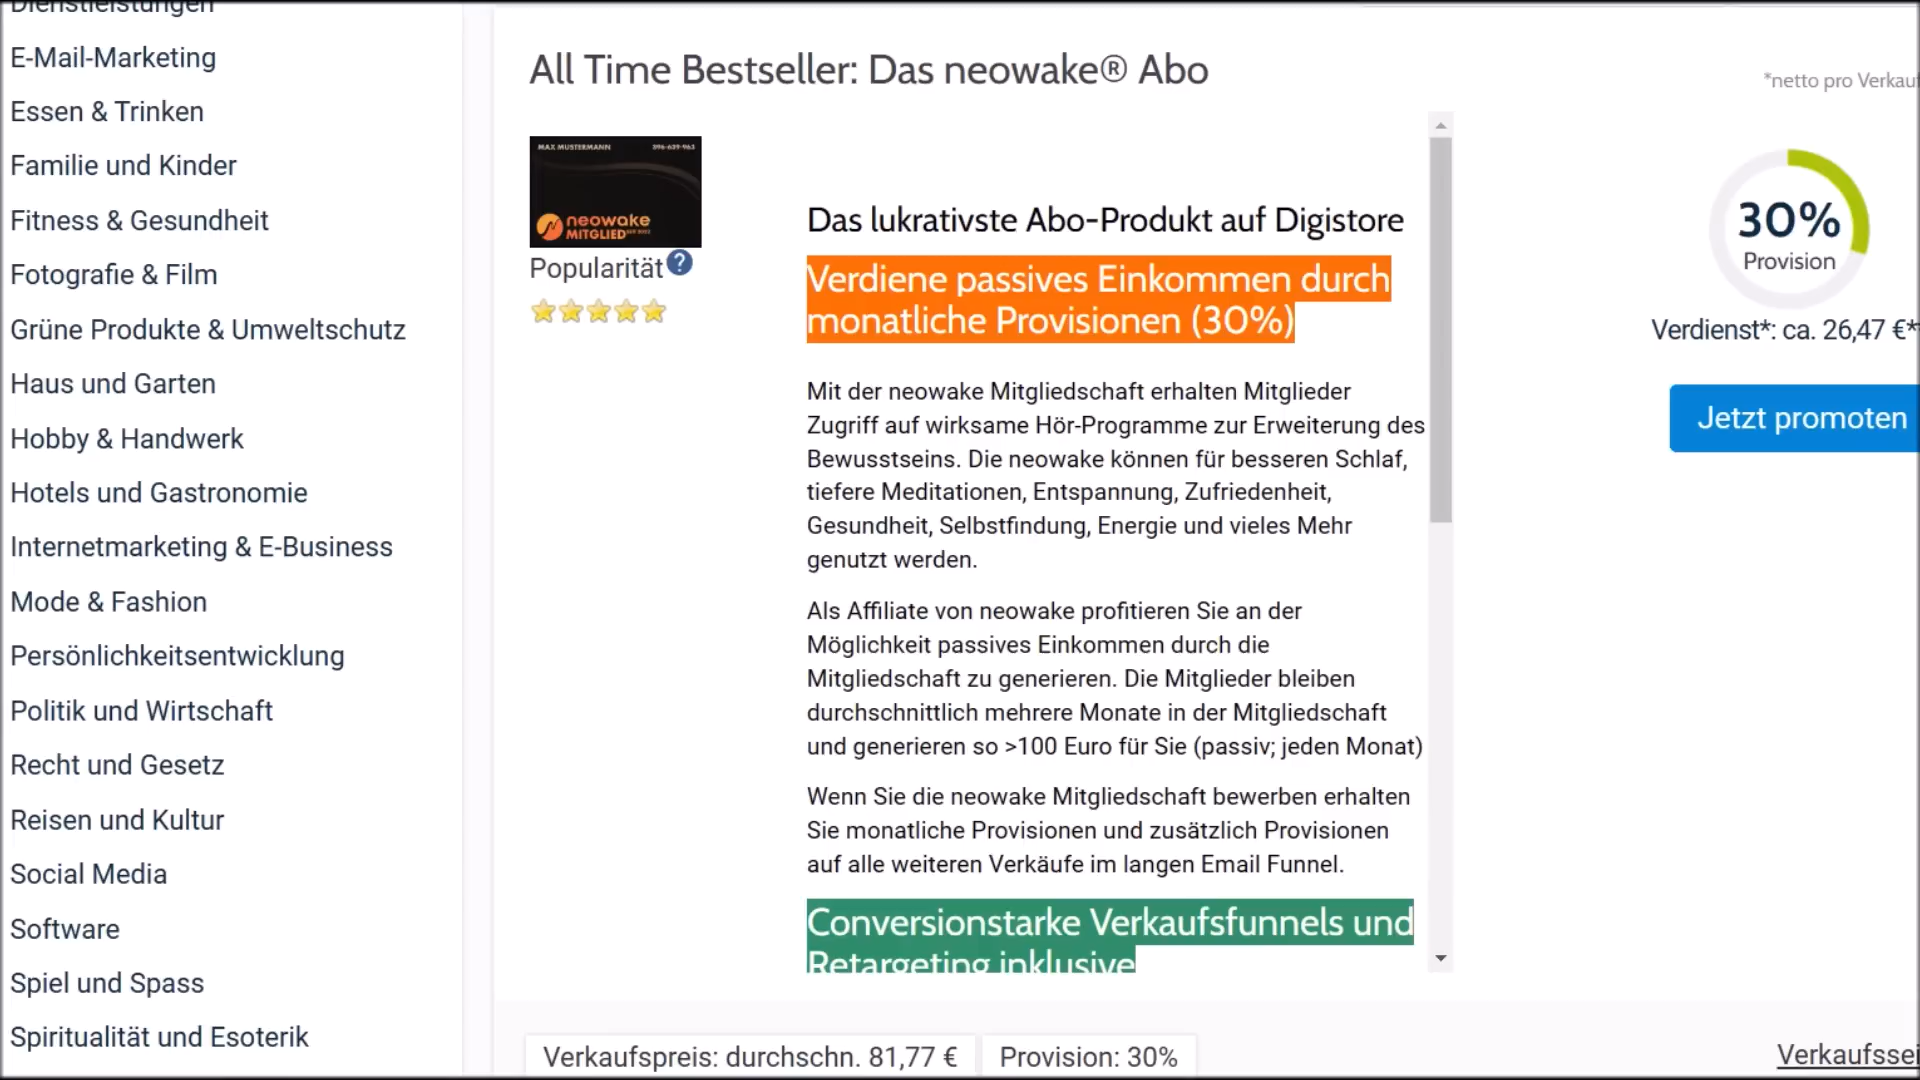 Dienstleistungen
E-Mail-Marketing
Essen & Trinken
Familie und Kinder
Fitness & Gesundheit
Fotografie & Film
Grüne Produkte & Umweltschutz
Haus und Garten
Hobby & Handwerk
Hotels und Gastronomie
Internetmarketing & E-Business
Mode & Fashion
Persönlichkeitsentwicklung
Politik und Wirtschaft
Recht und Gesetz
Reisen und Kultur
Social Media
Software
Spiel und Spass
Spiritualität und Esoterik
All Time Bestseller: Das neowake® Abo
*netto pro Verkauf
MAX MUSTERMANN 396-639-963
neowake
MITGLIED
Popularität?
Das lukrativste Abo-Produkt auf Digistore
Verdiene passives Einkommen durch
monatliche Provisionen (30%)
Mit der neowake Mitgliedschaft erhalten Mitglieder
Zugriff auf wirksame Hör-Programme zur Erweiterung des
Bewusstseins. Die neowake können für besseren Schlaf,
tiefere Meditationen, Entspannung, Zufriedenheit,
Gesundheit, Selbstfindung, Energie und vieles Mehr
genutzt werden.
Als Affiliate von neowake profitieren Sie an der
Möglichkeit passives Einkommen durch die
Mitgliedschaft zu generieren. Die Mitglieder bleiben
durchschnittlich mehrere Monate in der Mitgliedschaft
und generieren so >100 Euro für Sie (passiv; jeden Monat)
Wenn Sie die neowake Mitgliedschaft bewerben erhalten
Sie monatliche Provisionen und zusätzlich Provisionen
auf alle weiteren Verkäufe im langen Email Funnel.
Conversionstarke Verkaufsfunnels und
Retargeting inklusive
30%
Provision
Verdienst*: ca. 26,47 €*
Jetzt promoten
Verkaufspreis: durchschn. 81,77 €
Provision: 30%
Verkaufssei